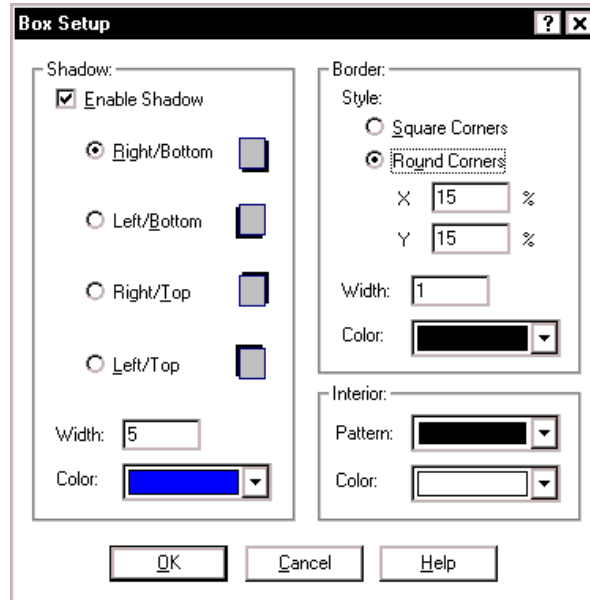 Box Setup
Shadow:
Enable Shadow
Right/Bottom
Left/Bottom
Right/Top
Left/Top
Width: 5
Color:
Border:
Style:
Square Corners
Round Corners
X 15 %
Y 15 %
Width: 1
Color:
Interior:
Pattern:
Color:
OK Cancel Help